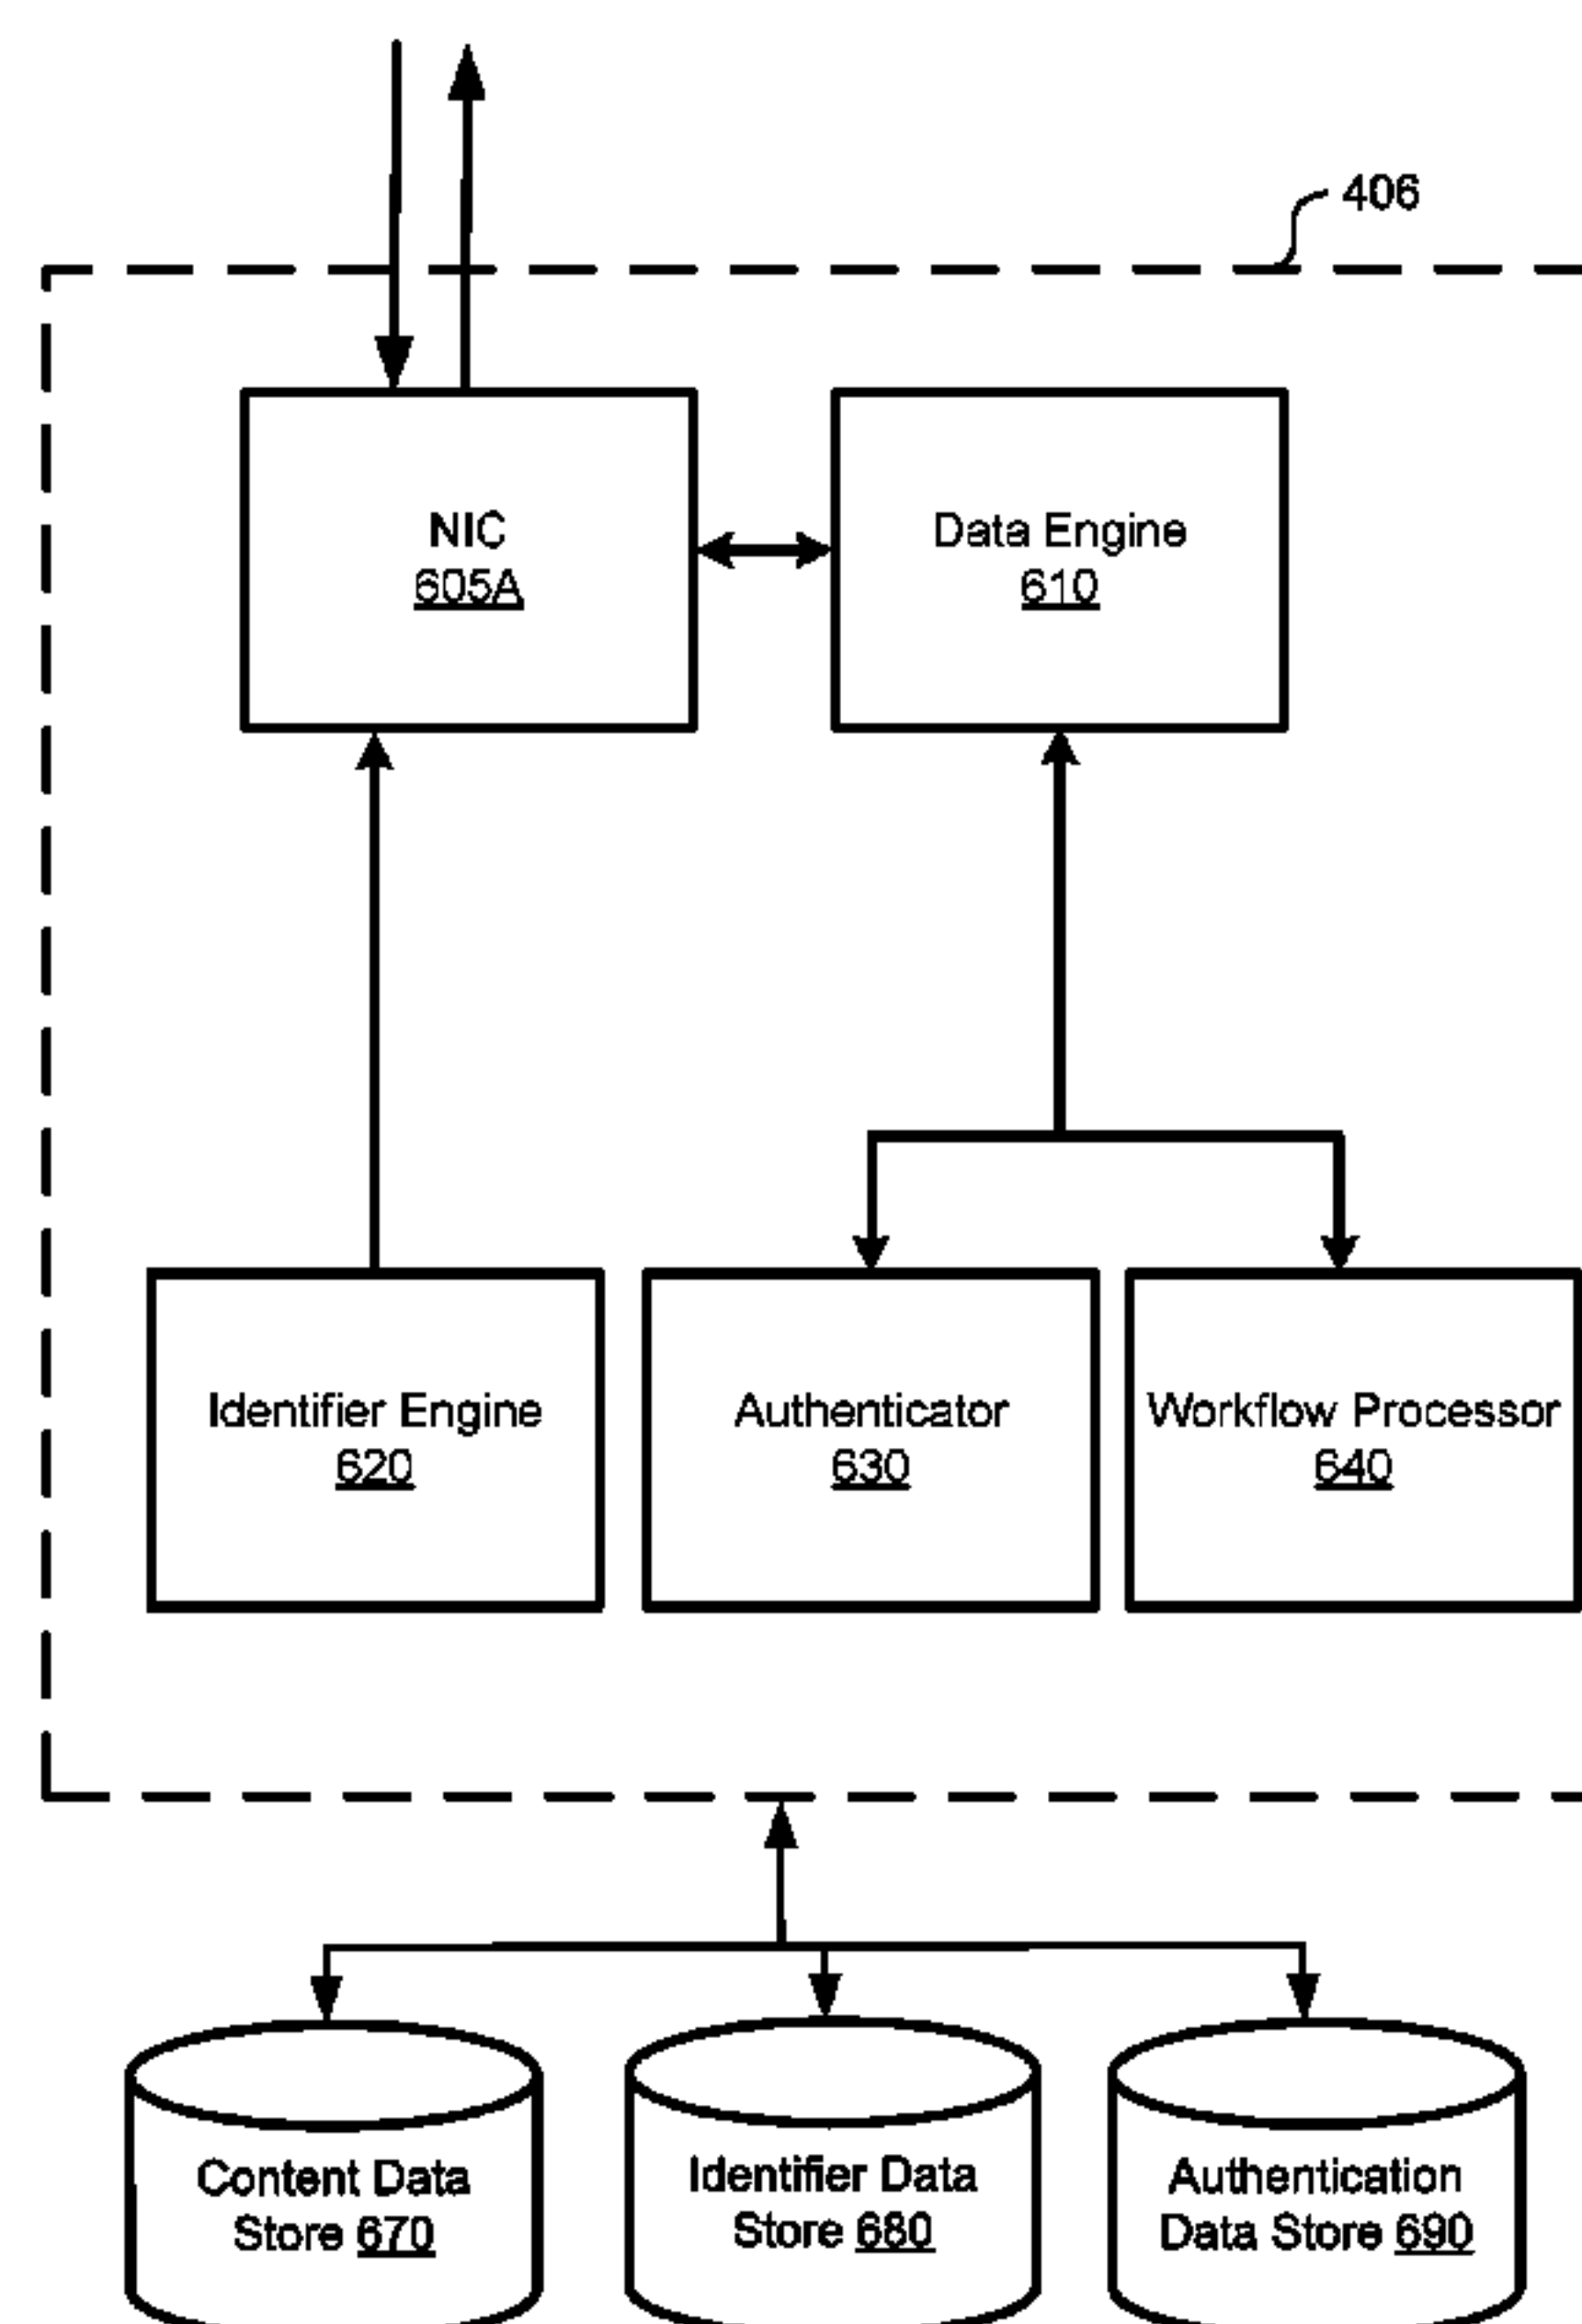 406
NIC
605A
Data Engine
610
Identifier Engine
620
Authenticator
630
Workflow Processor
640
Content Data
Store 670
Identifier Data
Store 680
Authentication
Data Store 690